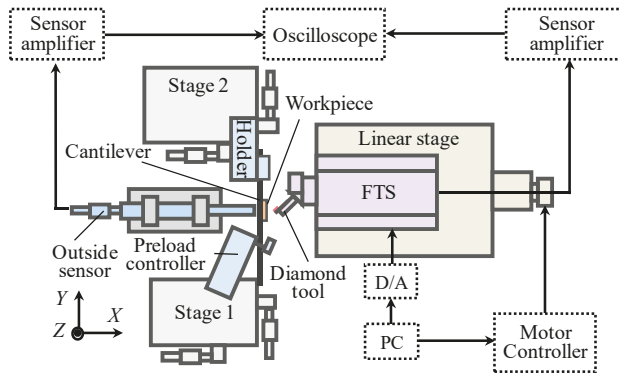 Sensor
amplifier
Oscilloscope
Sensor
amplifier
Stage 2
Workpiece
Holder
Cantilever
Linear stage
FTS
Outside
sensor
Preload
controller
Diamond
tool
D/A
Y
X
Z
Stage 1
PC
Motor
Controller